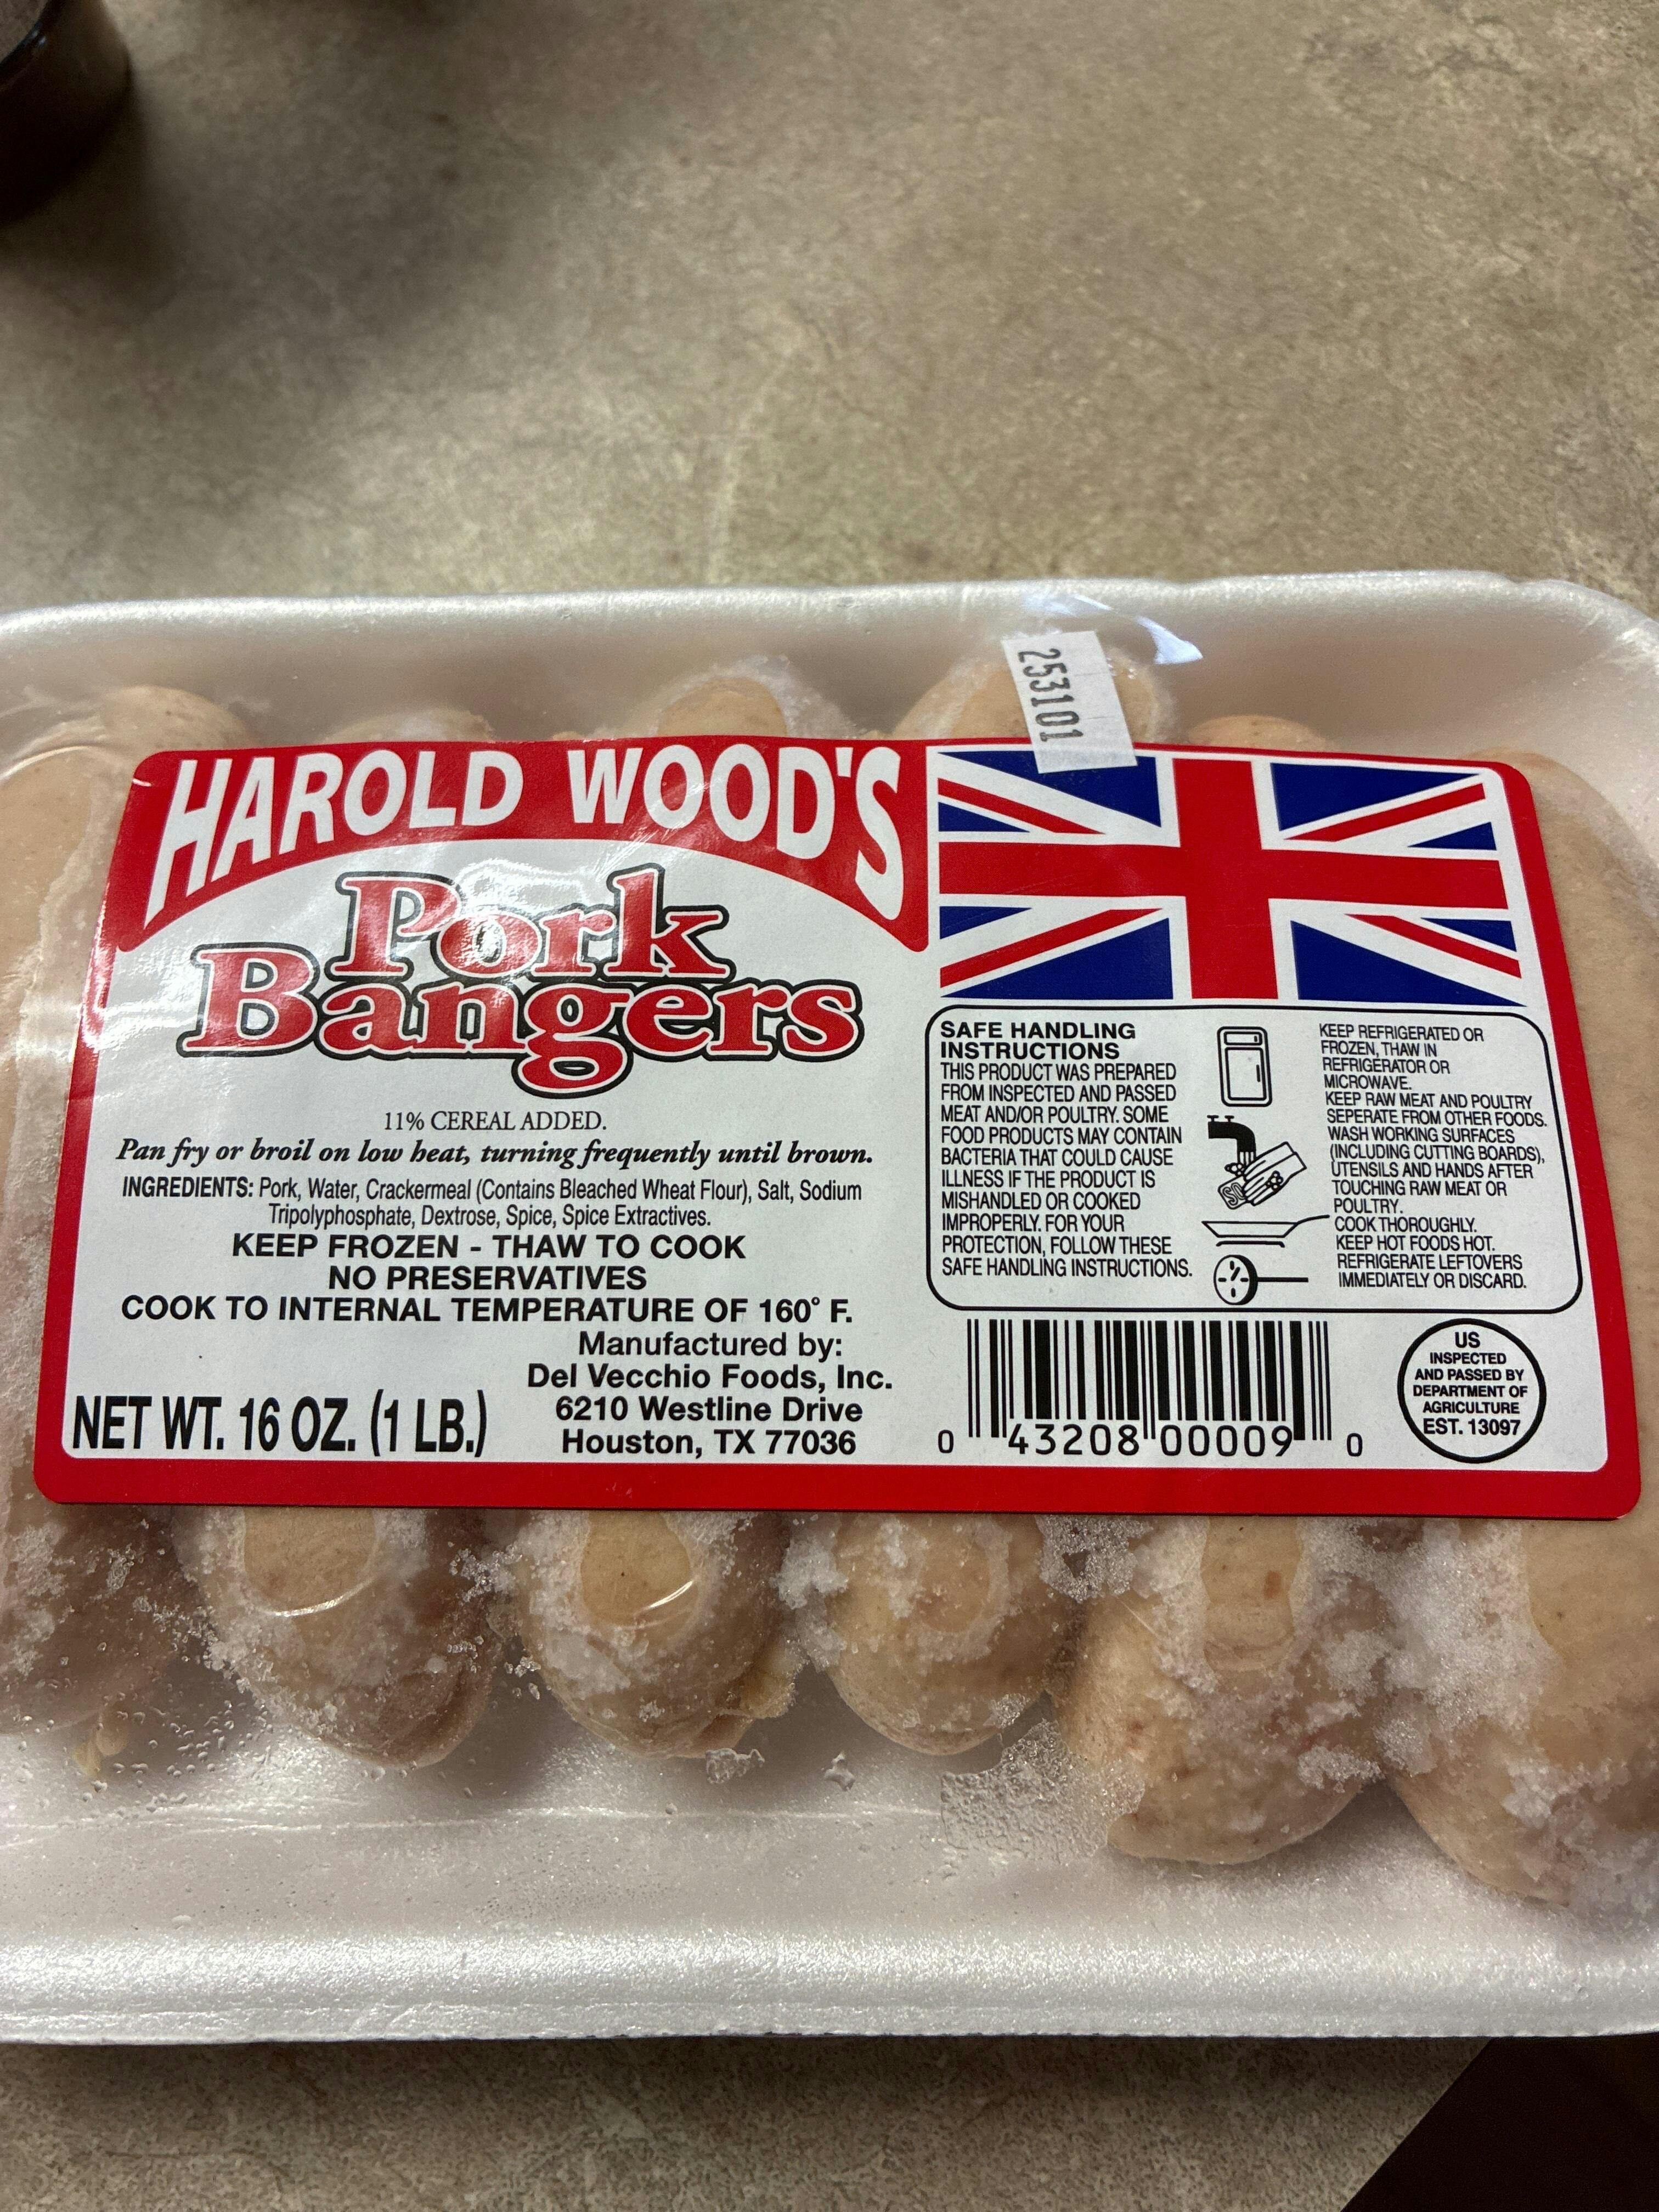 253101
HAROLD WOOD'S
Pork
Bangers
11% CEREAL ADDED.
Pan fry or broil on low heat, turning frequently until brown.
INGREDIENTS: Pork, Water, Crackermeal (Contains Bleached Wheat Flour), Salt, Sodium
Tripolyphosphate, Dextrose, Spice, Spice Extractives.
KEEP FROZEN - THAW TO COOK
NO PRESERVATIVES
COOK TO INTERNAL TEMPERATURE OF 160° F.
Manufactured by:
Del Vecchio Foods, Inc.
6210 Westline Drive
Houston, TX 77036
NET WT. 16 OZ. (1 LB.)
SAFE HANDLING
INSTRUCTIONS
THIS PRODUCT WAS PREPARED
FROM INSPECTED AND PASSED
MEAT AND/OR POULTRY. SOME
FOOD PRODUCTS MAY CONTAIN
BACTERIA THAT COULD CAUSE
ILLNESS IF THE PRODUCT IS
MISHANDLED OR COOKED
IMPROPERLY. FOR YOUR
PROTECTION, FOLLOW THESE
SAFE HANDLING INSTRUCTIONS.
KEEP REFRIGERATED OR
FROZEN, THAW IN
REFRIGERATOR OR
MICROWAVE.
KEEP RAW MEAT AND POULTRY
SEPERATE FROM OTHER FOODS.
WASH WORKING SURFACES
(INCLUDING CUTTING BOARDS),
UTENSILS AND HANDS AFTER
TOUCHING RAW MEAT OR
POULTRY.
COOK THOROUGHLY.
KEEP HOT FOODS HOT.
REFRIGERATE LEFTOVERS
IMMEDIATELY OR DISCARD.
0 43208 00009 0
US
INSPECTED
AND PASSED BY
DEPARTMENT OF
AGRICULTURE
EST. 13097